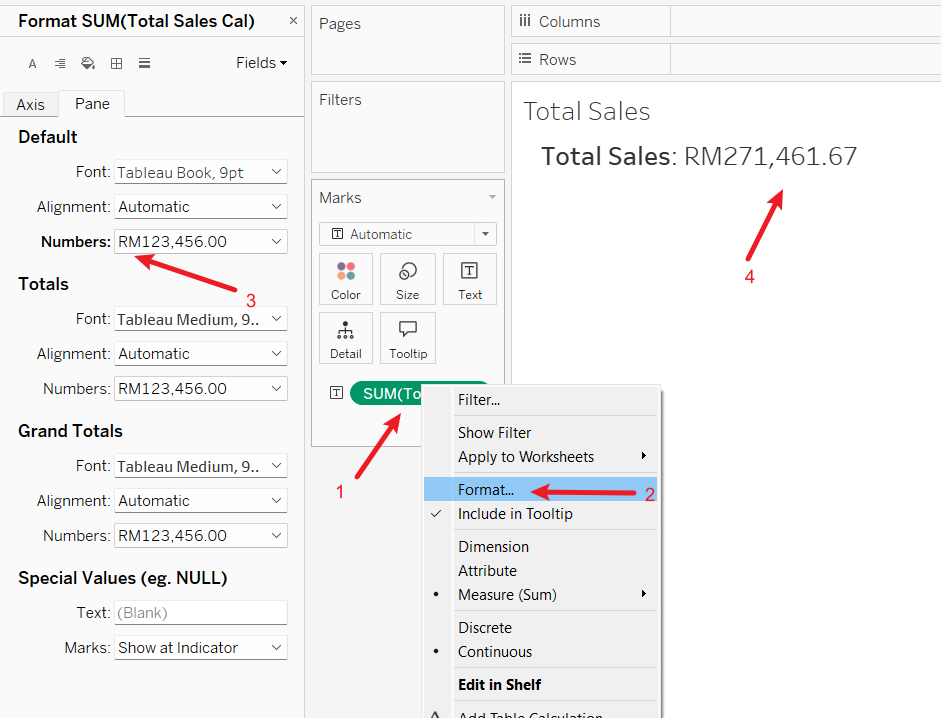 Format SUM(Total Sales Cal) ×
A Fields
Axis Pane
Default
Font: Tableau Book, 9pt
Alignment: Automatic
Numbers: RM123,456.00
3
Totals
Font: Tableau Medium, 9..
Alignment: Automatic
Numbers: RM123,456.00
Grand Totals
Font: Tableau Medium, 9..
Alignment: Automatic
Numbers: RM123,456.00
Special Values (eg. NULL)
Text: (Blank)
Marks: Show at Indicator
Pages
Filters
Marks
T Automatic
Color Size Text
Detail Tooltip
T SUM(To
1
Filter...
Show Filter
Apply to Worksheets
Format...
2
Include in Tooltip
Dimension
Attribute
Measure (Sum)
Discrete
Continuous
Edit in Shelf
Add Table Calculation
Columns
Rows
Total Sales
Total Sales: RM271,461.67
4